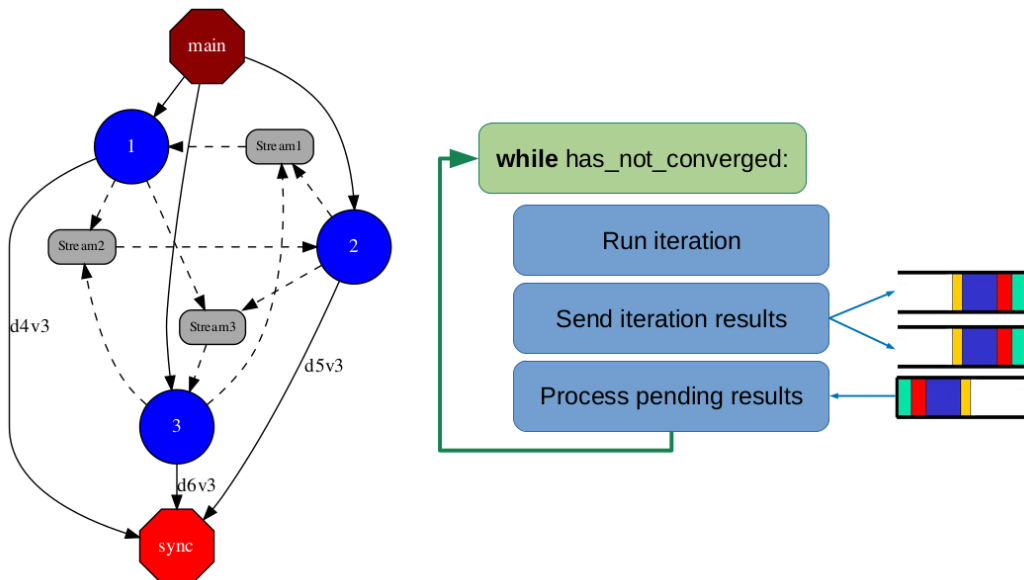 main
1
Stream1
2
Stream2
Stream3
d4v3
d5v3
3
d6v3
sync
while has_not_converged:
Run iteration
Send iteration results
Process pending results